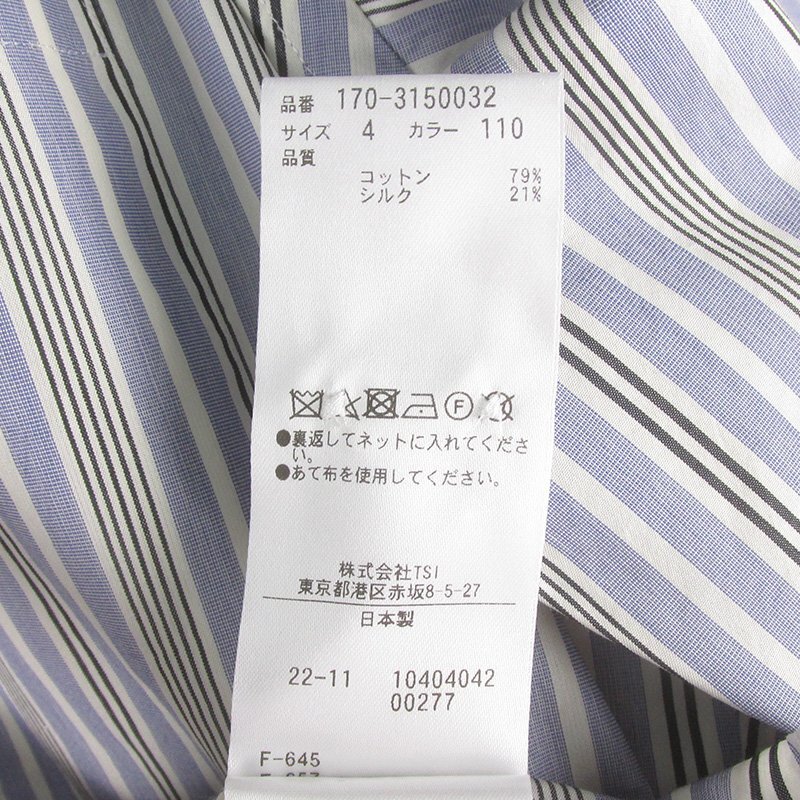 品番 170-3150032
サイズ 4 カラー 110
品質
コットン 79%
シルク 21%
F
●裏返してネットに入れてくださ
い。
●あて布を使用してください。
株式会社TSI
東京都港区赤坂8-5-27
日本製
22-11 10404042
00277
F-645